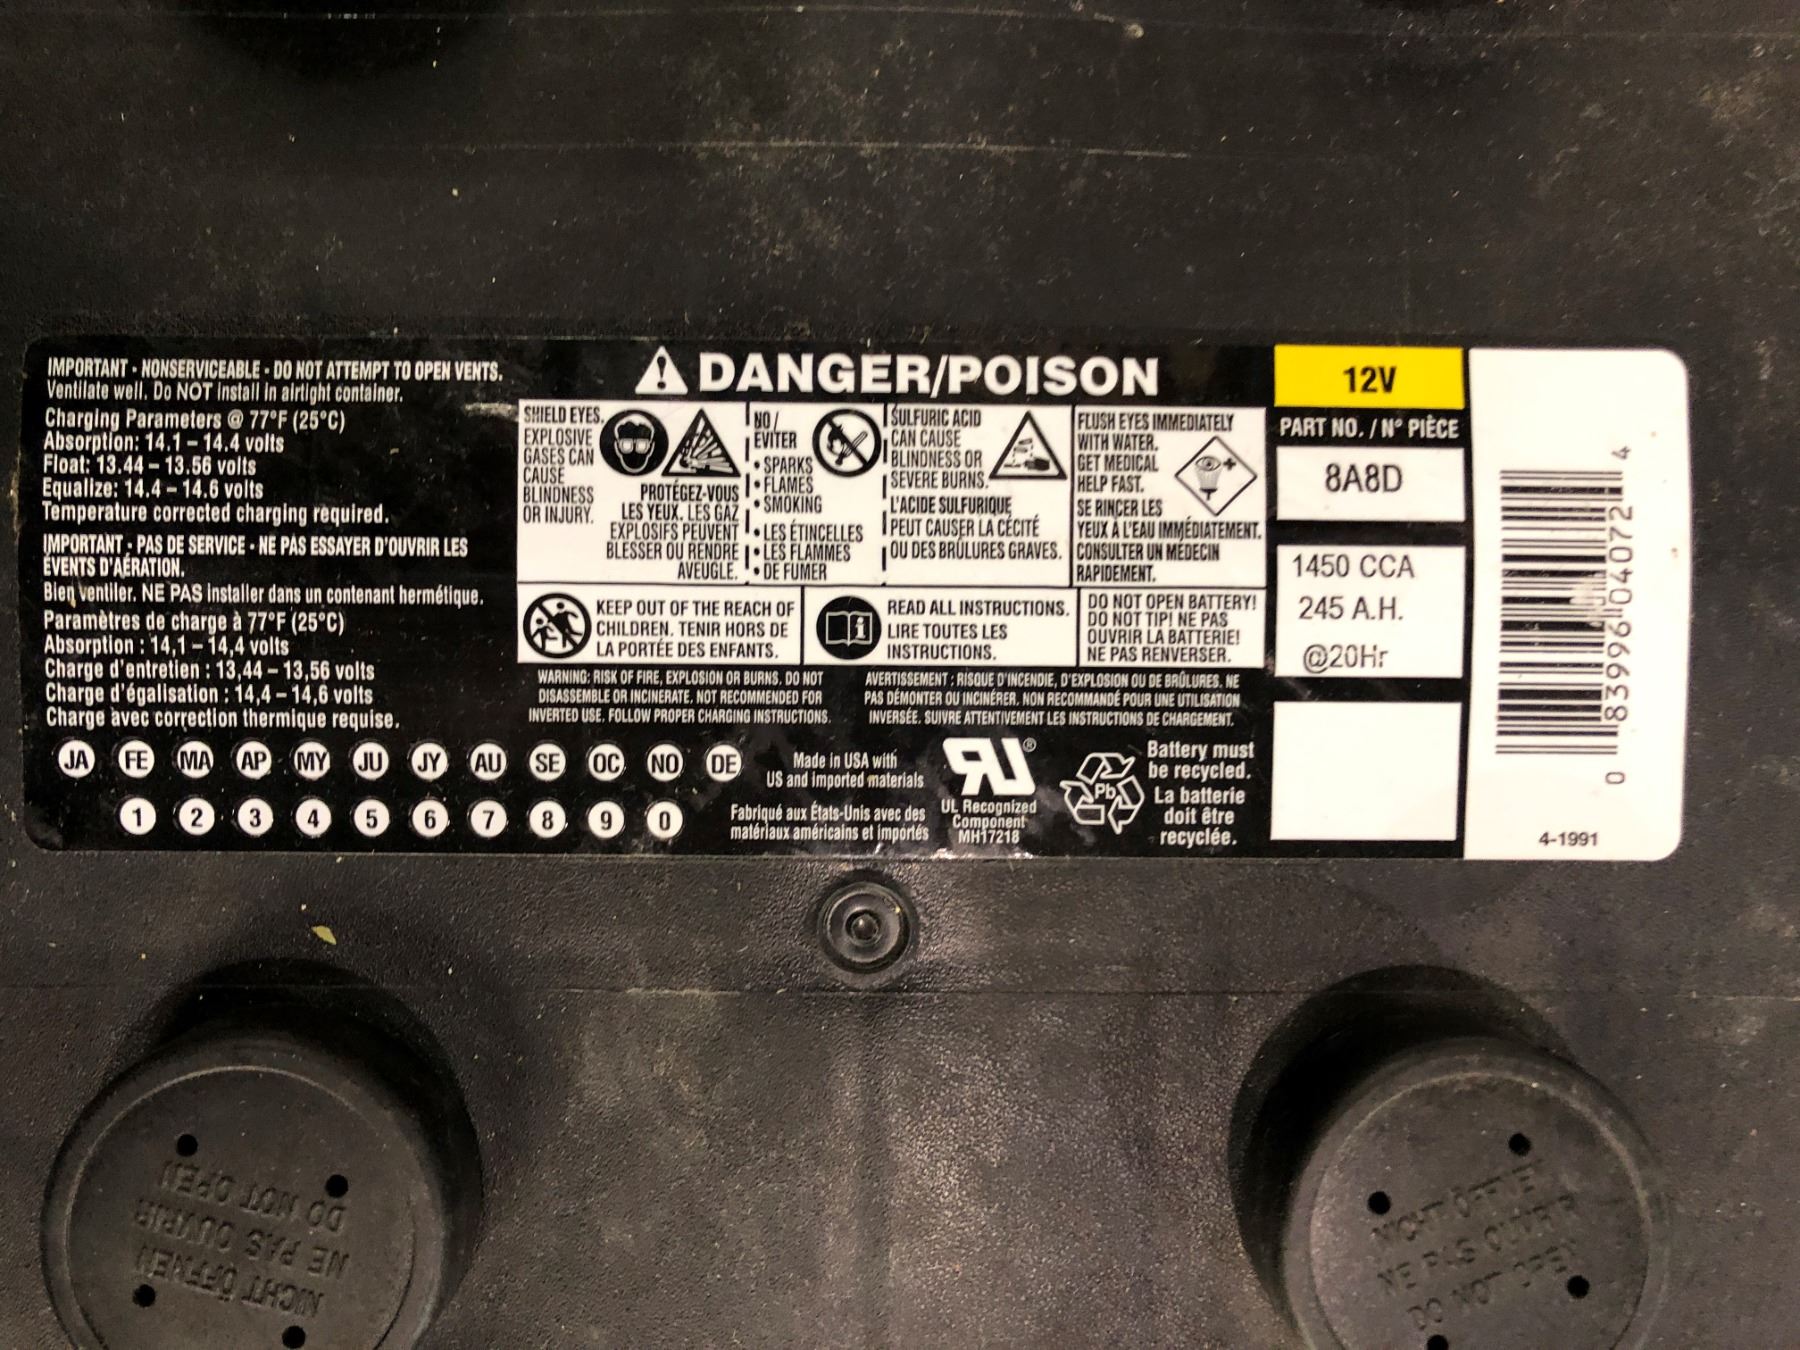 IMPORTANT • NONSERVICEABLE • DO NOT ATTEMPT TO OPEN VENTS.
Ventilate well. Do NOT install in airtight container.
Charging Parameters @ 77°F (25°C)
Absorption: 14.1 – 14.4 volts
Float: 13.44 – 13.56 volts
Equalize: 14.4 – 14.6 volts
Temperature corrected charging required.
IMPORTANT • PAS DE SERVICE • NE PAS ESSAYER D'OUVRIR LES
ÉVENTS D'AÉRATION.
Bien ventiler. NE PAS installer dans un contenant hermétique.
Paramètres de charge à 77°F (25°C)
Absorption : 14,1 – 14,4 volts
Charge d'entretien : 13,44 – 13,56 volts
Charge d'égalisation : 14,4 – 14,6 volts
Charge avec correction thermique requise.
DANGER/POISON
SHIELD EYES.
EXPLOSIVE
GASES CAN
CAUSE
BLINDNESS
OR INJURY.
PROTÉGEZ-VOUS
LES YEUX. LES GAZ
EXPLOSIFS PEUVENT
BLESSER OU RENDRE
AVEUGLE.
NO /
EVITER
• SPARKS
• FLAMES
• SMOKING
• LES ÉTINCELLES
• LES FLAMMES
• DE FUMER
SULFURIC ACID
CAN CAUSE
BLINDNESS OR
SEVERE BURNS.
L'ACIDE SULFURIQUE
PEUT CAUSER LA CÉCITÉ
OU DES BRÛLURES GRAVES.
FLUSH EYES IMMEDIATELY
WITH WATER.
GET MEDICAL
HELP FAST.
SE RINCER LES
YEUX À L'EAU IMMÉDIATEMENT.
CONSULTER UN MEDECIN
RAPIDEMENT.
KEEP OUT OF THE REACH OF
CHILDREN. TENIR HORS DE
LA PORTÉE DES ENFANTS.
READ ALL INSTRUCTIONS.
LIRE TOUTES LES
INSTRUCTIONS.
DO NOT OPEN BATTERY!
DO NOT TIP! NE PAS
OUVRIR LA BATTERIE!
NE PAS RENVERSER.
WARNING: RISK OF FIRE, EXPLOSION OR BURNS. DO NOT
DISASSEMBLE OR INCINERATE. NOT RECOMMENDED FOR
INVERTED USE. FOLLOW PROPER CHARGING INSTRUCTIONS.
AVERTISSEMENT : RISQUE D'INCENDIE, D'EXPLOSION OU DE BRÛLURES. NE
PAS DÉMONTER OU INCINÉRER. NON RECOMMANDÉ POUR UNE UTILISATION
INVERSÉE. SUIVRE ATTENTIVEMENT LES INSTRUCTIONS DE CHARGEMENT.
JA FE MA AP MY JU JY AU SE OC NO DE
1 2 3 4 5 6 7 8 9 0
Made in USA with
US and imported materials
Fabriqué aux États-Unis avec des
matériaux américains et importés
RU®
UL Recognized
Component
MH17218
Pb
Battery must
be recycled.
La batterie
doit être
recyclée.
12V
PART NO. / N° PIÈCE
8A8D
1450 CCA
245 A.H.
@20Hr
0 83996 04072 4
4-1991
DO NOT OPEN
NE PAS OUVRIR
NICHT ÖFFNEN
NICHT ÖFFNEN
NE PAS OUVRIR
DO NOT OPEN